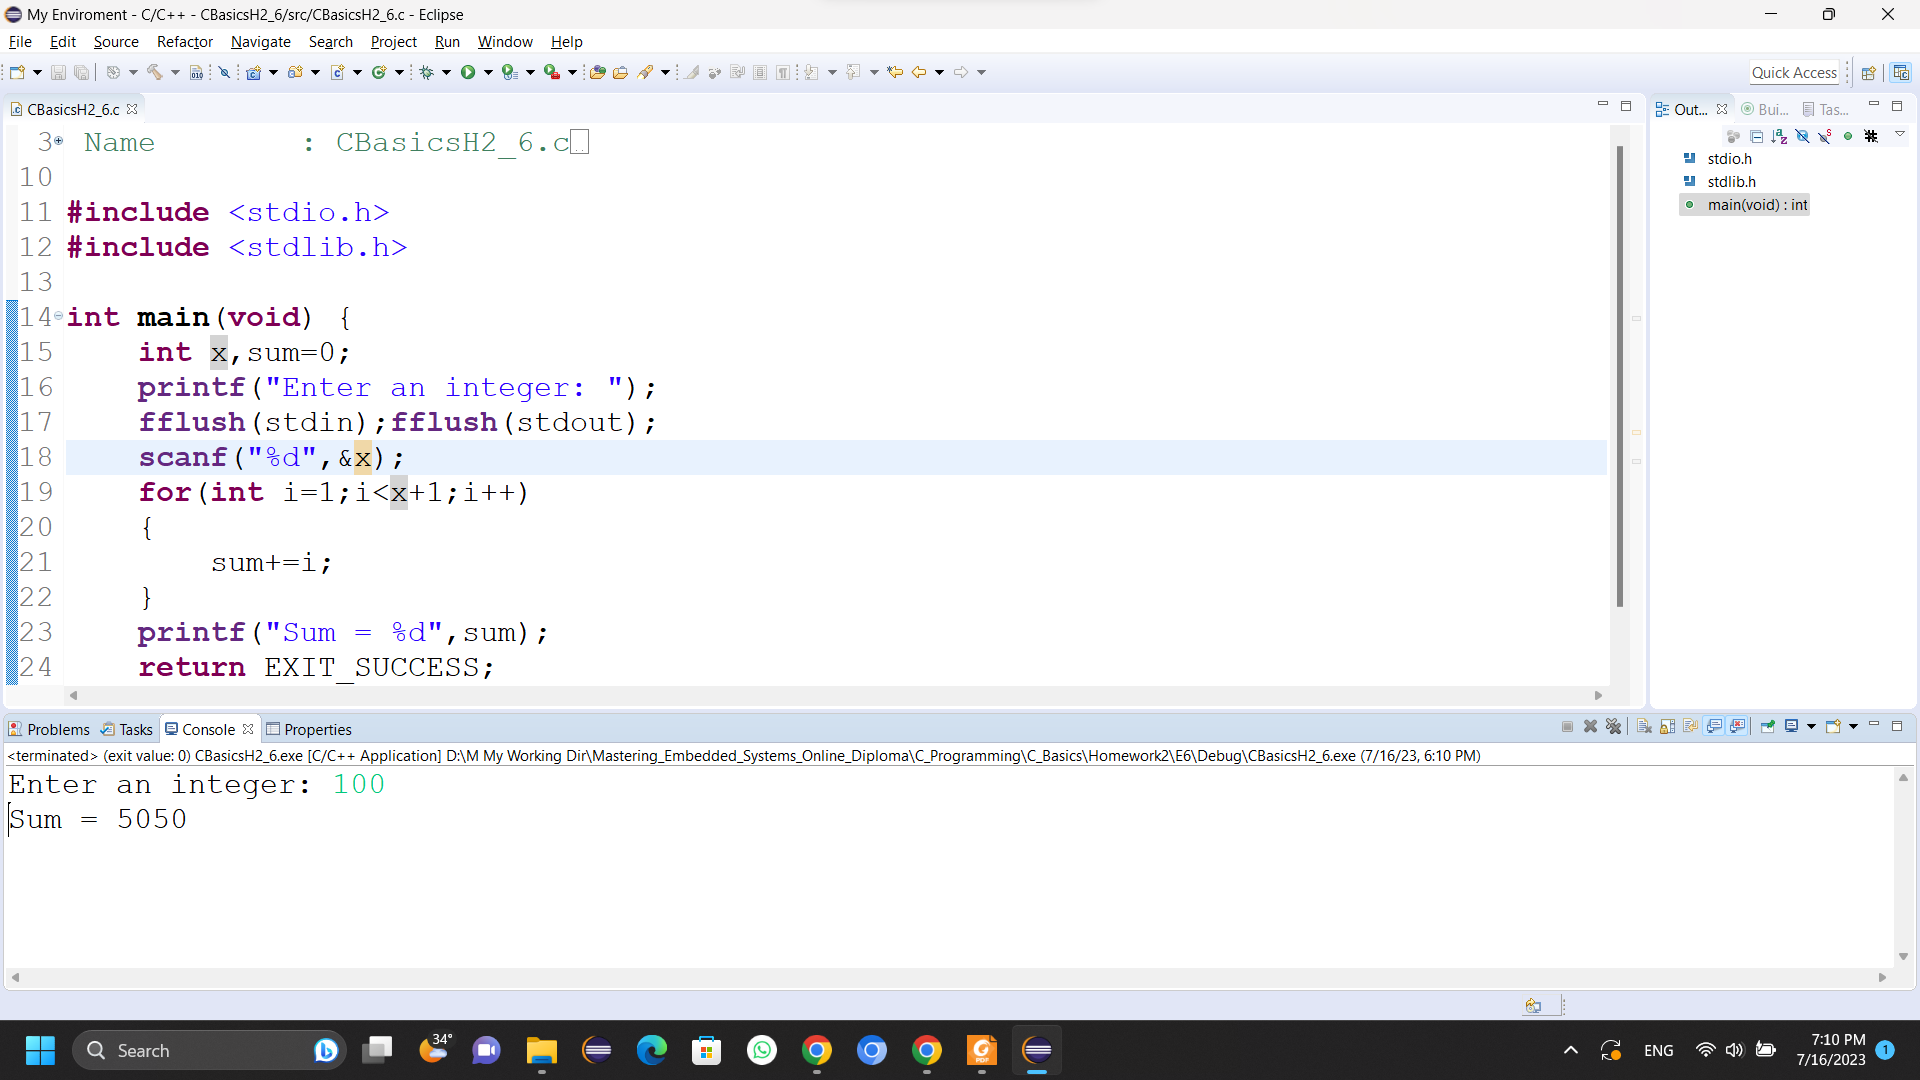 My Enviroment - C/C++ - CBasicsH2_6/src/CBasicsH2_6.c - Eclipse
File Edit Source Refactor Navigate Search Project Run Window Help
Quick Access
CBasicsH2_6.c
Out... Bui... Tas...
3 Name : CBasicsH2_6.c
10
11 #include <stdio.h>
12 #include <stdlib.h>
13
14 int main(void) {
15 int x,sum=0;
16 printf("Enter an integer: ");
17 fflush(stdin);fflush(stdout);
18 scanf("%d",&x);
19 for(int i=1;i<x+1;i++)
20 {
21 sum+=i;
22 }
23 printf("Sum = %d",sum);
24 return EXIT_SUCCESS;
stdio.h
stdlib.h
main(void) : int
Problems Tasks Console Properties
<terminated> (exit value: 0) CBasicsH2_6.exe [C/C++ Application] D:\M My Working Dir\Mastering_Embedded_Systems_Online_Diploma\C_Programming\C_Basics\Homework2\E6\Debug\CBasicsH2_6.exe (7/16/23, 6:10 PM)
Enter an integer: 100
Sum = 5050
Search
34°
ENG
7:10 PM
7/16/2023
1